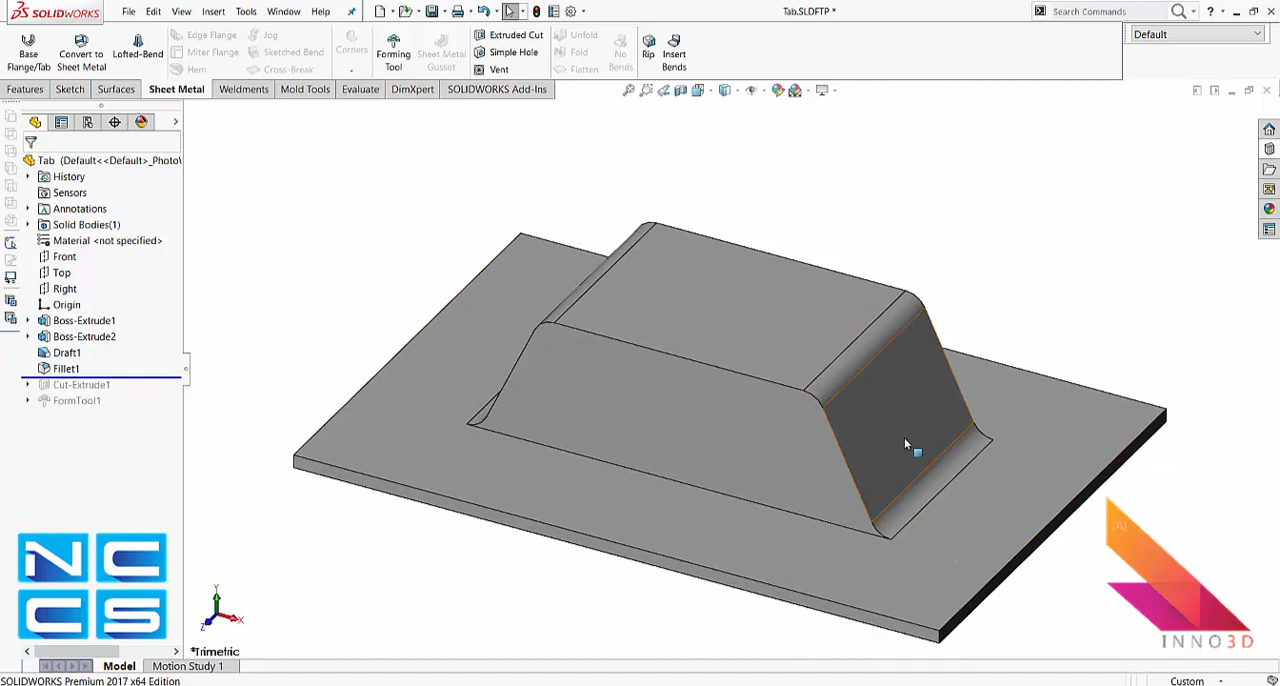 SOLIDWORKS
File Edit View Insert Tools Window Help
Tab.SLDFTP *
Search Commands
Base Flange/Tab
Convert to Sheet Metal
Lofted-Bend
Edge Flange
Miter Flange
Hem
Jog
Sketched Bend
Cross-Break
Corners
Forming Tool
Sheet Metal Gusset
Extruded Cut
Simple Hole
Vent
Unfold
Fold
Flatten
No Bends
Rip
Insert Bends
Default
Features Sketch Surfaces Sheet Metal Weldments Mold Tools Evaluate DimXpert SOLIDWORKS Add-Ins
Tab (Default<<Default>_Photo\
History
Sensors
Annotations
Solid Bodies(1)
Material <not specified>
Front
Top
Right
Origin
Boss-Extrude1
Boss-Extrude2
Draft1
Fillet1
Cut-Extrude1
FormTool1
NC
CS
Y
X
Z
*Trimetric
INNO3D
Model Motion Study 1
SOLIDWORKS Premium 2017 x64 Edition
Custom